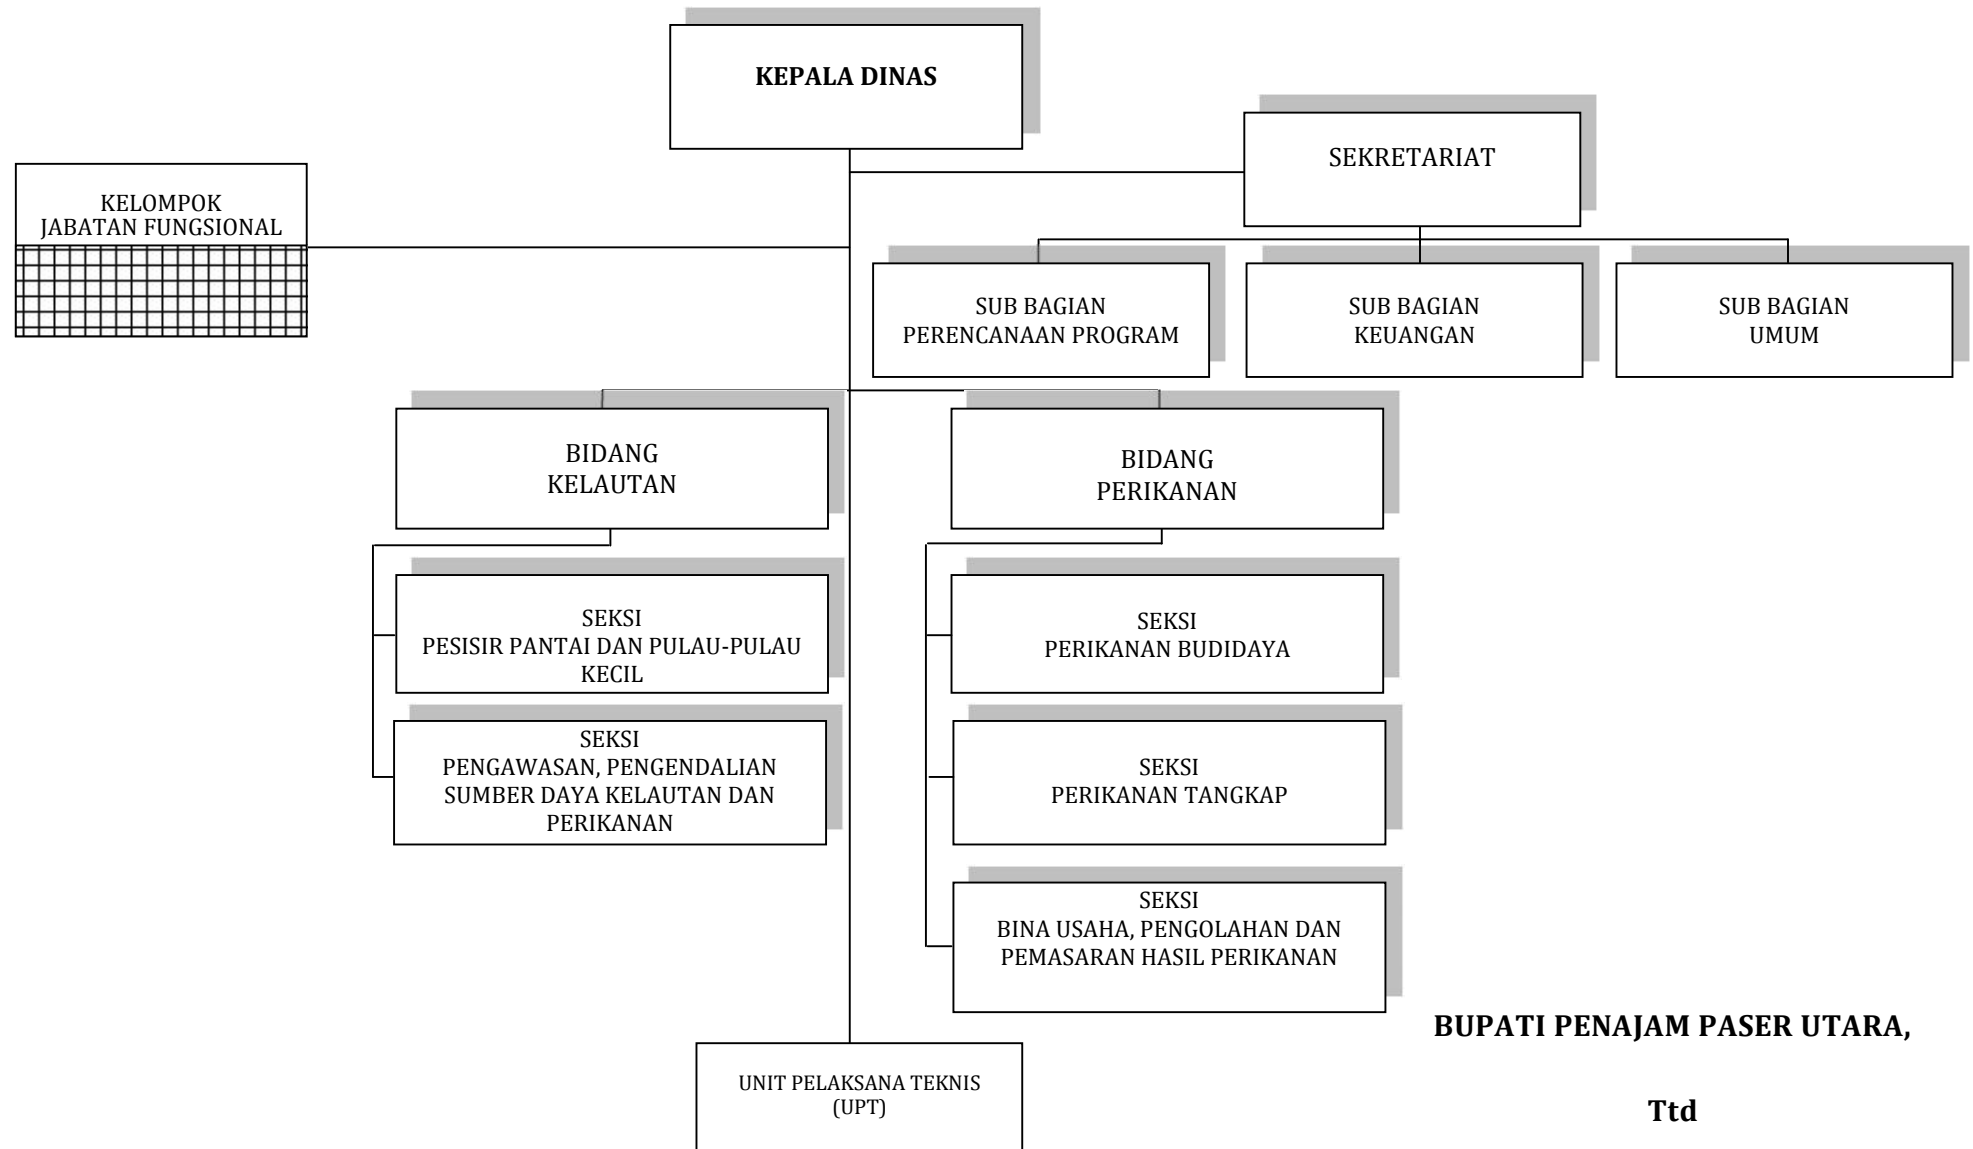 KEPALA DINAS
SEKRETARIAT
KELOMPOK
JABATAN FUNGSIONAL
SUB BAGIAN
PERENCANAAN PROGRAM
SUB BAGIAN
KEUANGAN
SUB BAGIAN
UMUM
BIDANG
KELAUTAN
BIDANG
PERIKANAN
SEKSI
PESISIR PANTAI DAN PULAU-PULAU
KECIL
SEKSI
PERIKANAN BUDIDAYA
SEKSI
PENGAWASAN, PENGENDALIAN
SUMBER DAYA KELAUTAN DAN
PERIKANAN
SEKSI
PERIKANAN TANGKAP
SEKSI
BINA USAHA, PENGOLAHAN DAN
PEMASARAN HASIL PERIKANAN
UNIT PELAKSANA TEKNIS
(UPT)
BUPATI PENAJAM PASER UTARA,
Ttd